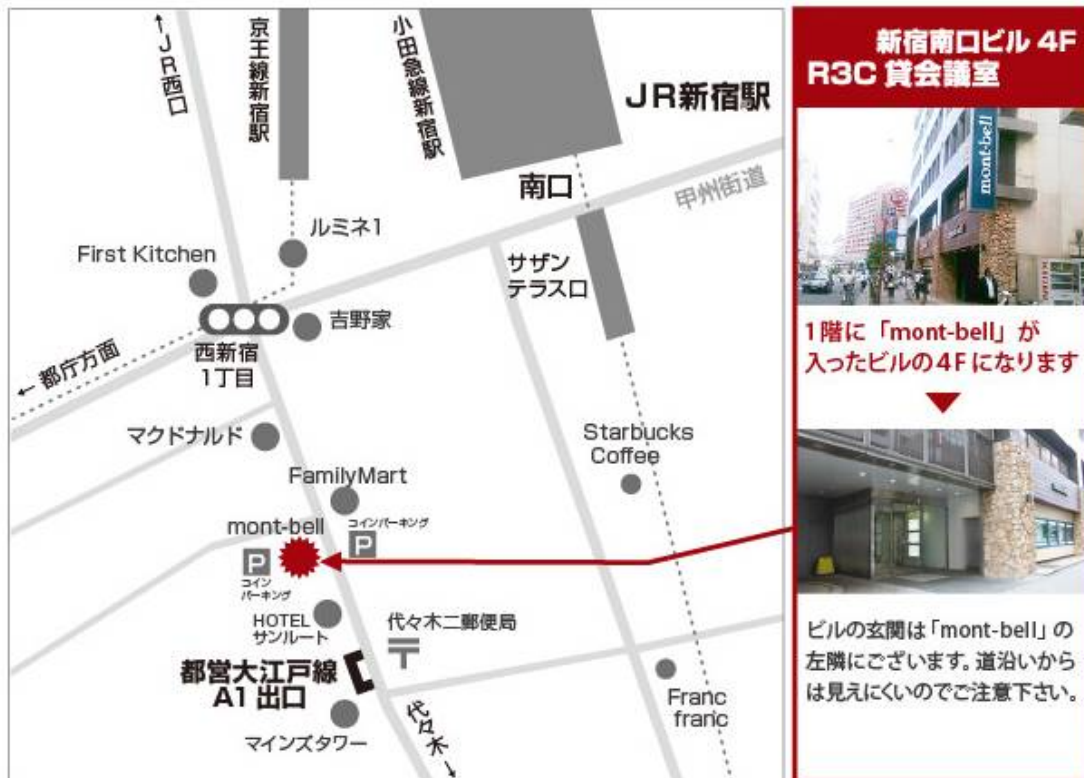 ←JR西口
京王線新宿駅
小田急線新宿駅
JR新宿駅
南口
甲州街道
ルミネ1
First Kitchen
サザン
テラス口
吉野家
西新宿
1丁目
←都庁方面
マクドナルド
Starbucks
Coffee
FamilyMart
コインパーキング
P
mont-bell
P
コイン
パーキング
HOTEL
サンルート
代々木二郵便局
〒
都営大江戸線
A1出口
Franc
franc
マインズタワー
代々木→
新宿南口ビル 4F
R3C 貸会議室
mont-bell
1階に「mont-bell」が
入ったビルの4Fになります
ビルの玄関は「mont-bell」の
左隣にございます。道沿いから
は見えにくいのでご注意下さい。